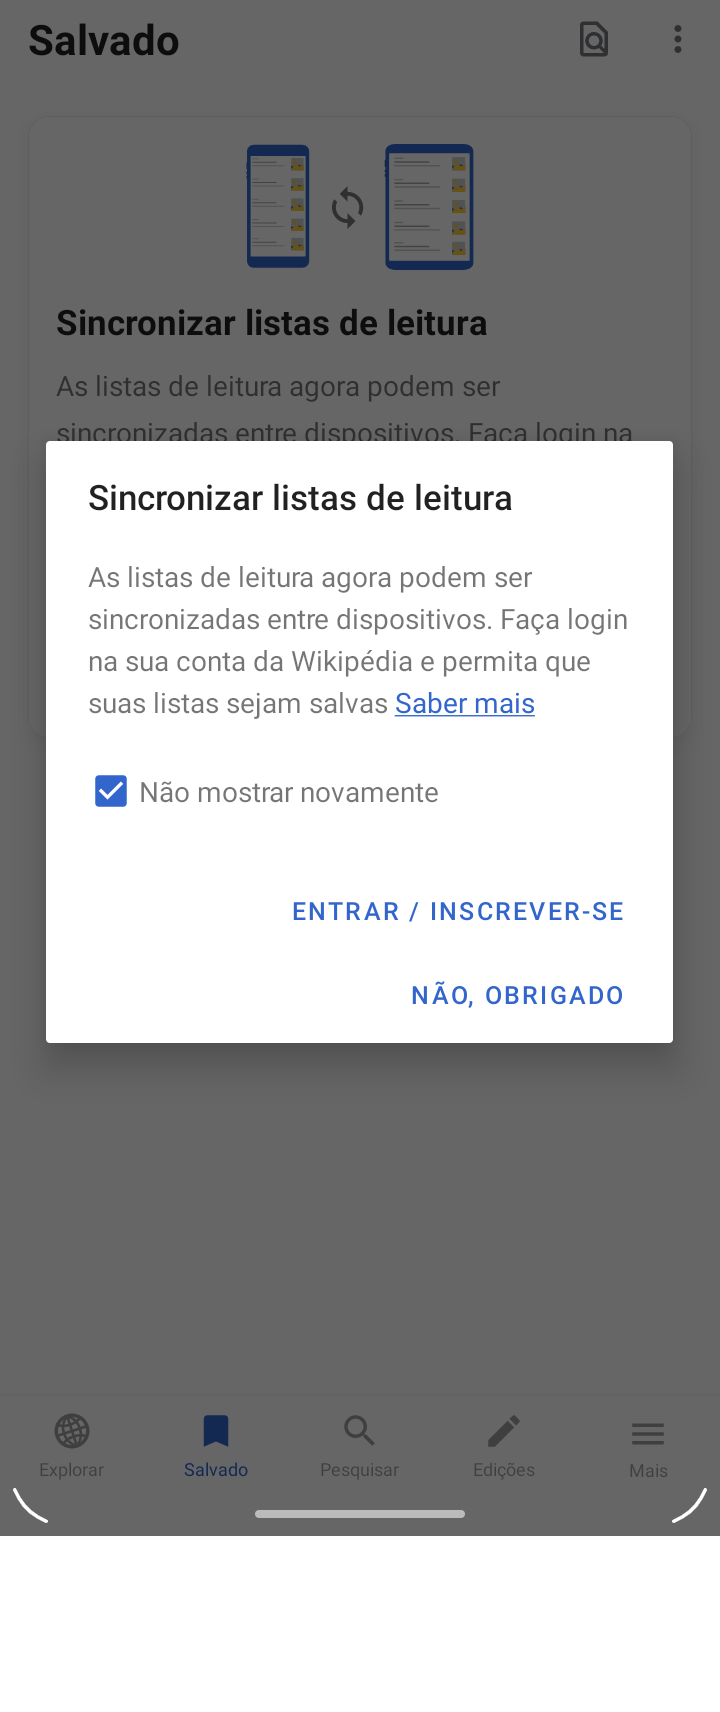 Salvado
Sincronizar listas de leitura
As listas de leitura agora podem ser
sincronizadas entre dispositivos. Faça login na
Sincronizar listas de leitura
As listas de leitura agora podem ser
sincronizadas entre dispositivos. Faça login
na sua conta da Wikipédia e permita que
suas listas sejam salvas Saber mais
Não mostrar novamente
ENTRAR / INSCREVER-SE
NÃO, OBRIGADO
Explorar
Salvado
Pesquisar
Edições
Mais